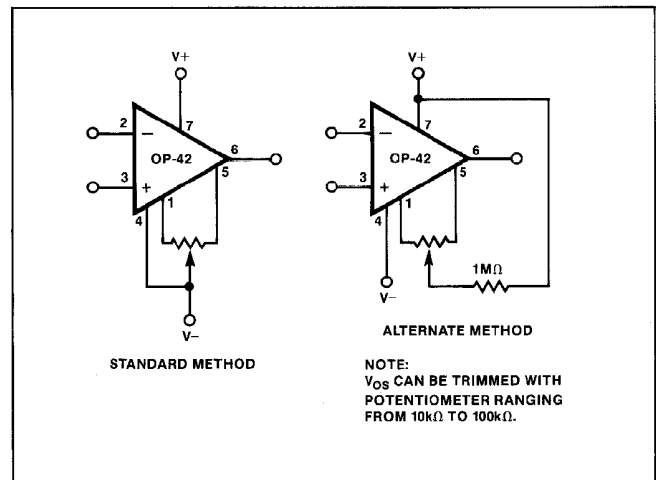 V+
7
2
−
OP-42
6
3
+
5
4
1
V−
STANDARD METHOD
V+
7
2
−
OP-42
6
3
+
5
4
1
1MΩ
V−
ALTERNATE METHOD
NOTE:
VOS CAN BE TRIMMED WITH
POTENTIOMETER RANGING
FROM 10kΩ TO 100kΩ.